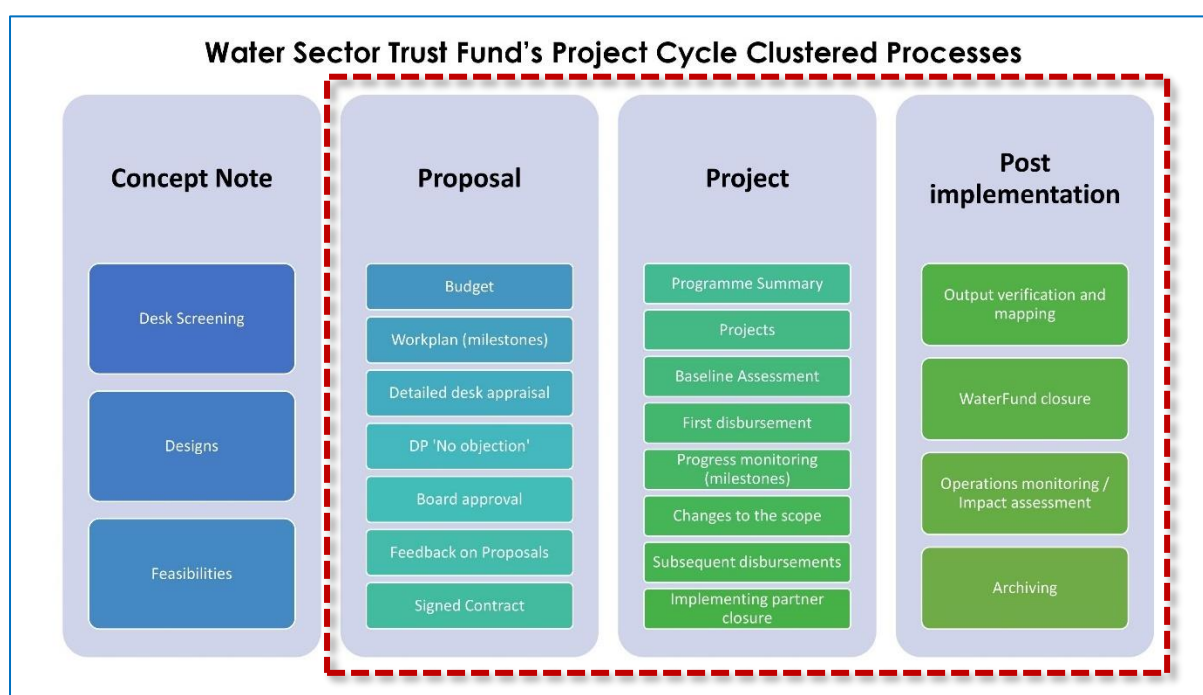 Water Sector Trust Fund's Project Cycle Clustered Processes
Concept Note
Desk Screening
Designs
Feasibilities
Proposal
Budget
Workplan (milestones)
Detailed desk appraisal
DP 'No objection'
Board approval
Feedback on Proposals
Signed Contract
Project
Programme Summary
Projects
Baseline Assessment
First disbursement
Progress monitoring
(milestones)
Changes to the scope
Subsequent disbursements
Implementing partner
closure
Post
implementation
Output verification and
mapping
WaterFund closure
Operations monitoring /
Impact assessment
Archiving